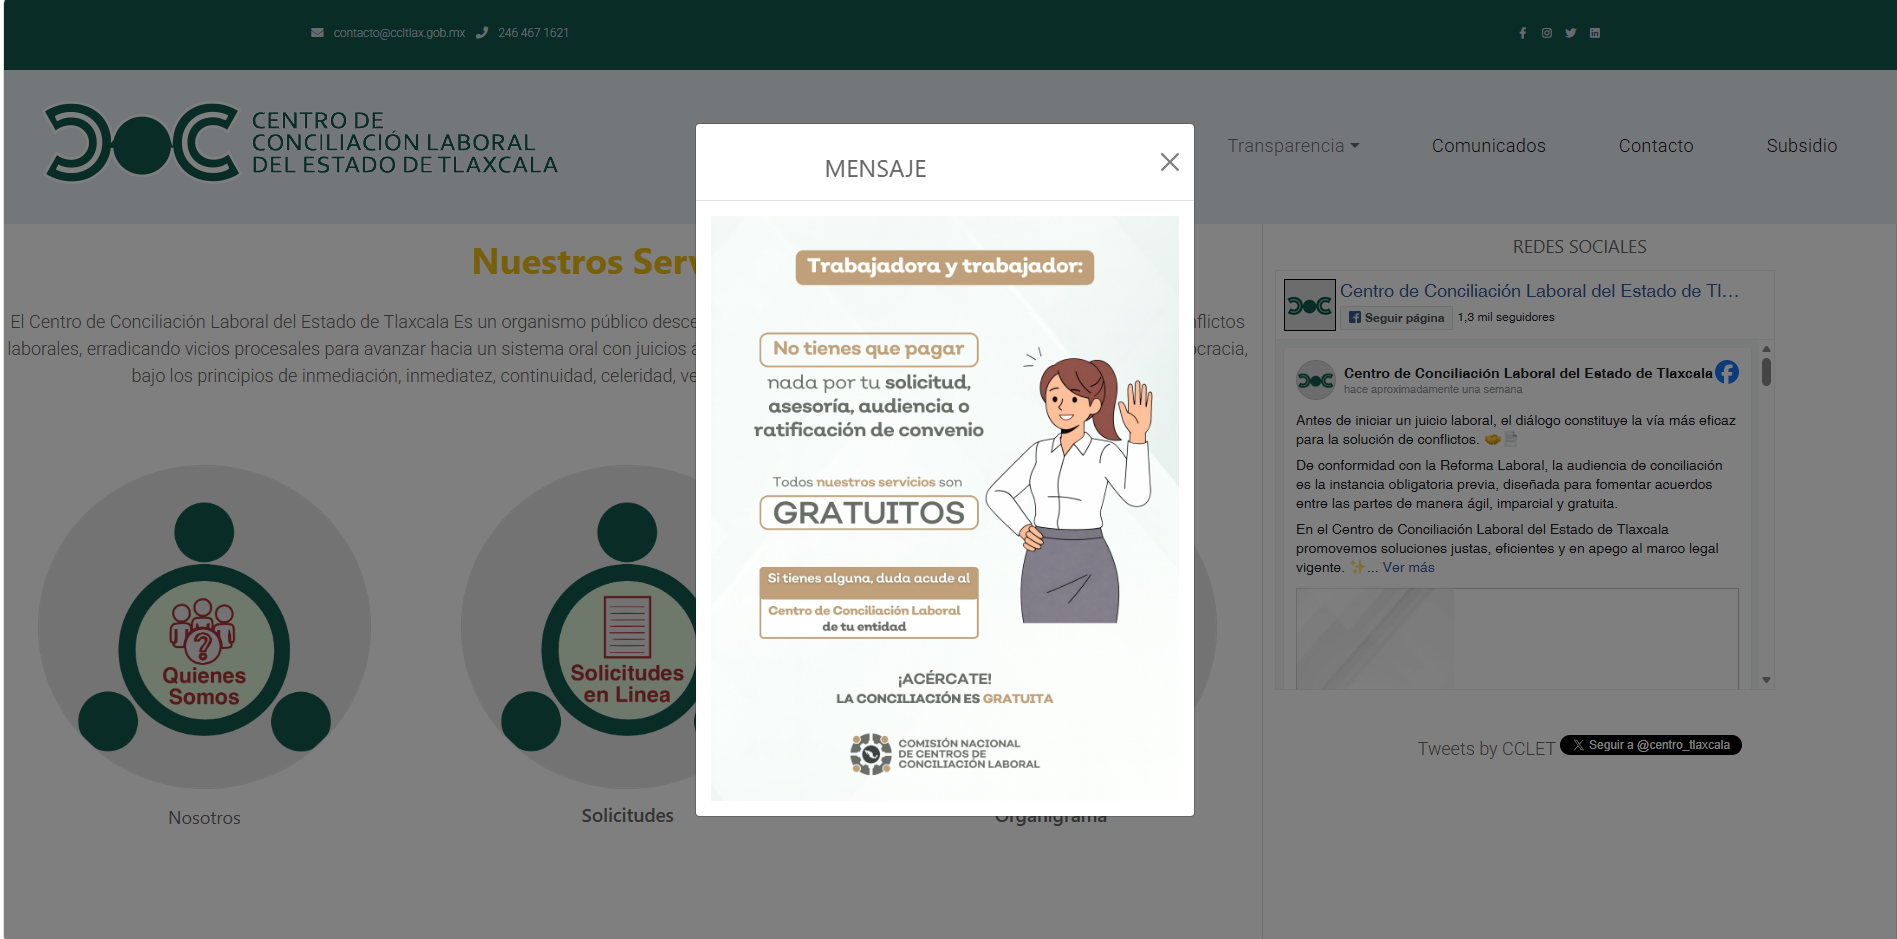 contacto@ccltlax.gob.mx 246 467 1621
CENTRO DE
CONCILIACIÓN LABORAL
DEL ESTADO DE TLAXCALA
Transparencia Comunicados Contacto Subsidio
MENSAJE
Trabajadora y trabajador:
No tienes que pagar
nada por tu solicitud,
asesoría, audiencia o
ratificación de convenio
Todos nuestros servicios son
GRATUITOS
Si tienes alguna, duda acude al
Centro de Conciliación Laboral
de tu entidad
¡ACÉRCATE!
LA CONCILIACIÓN ES GRATUITA
COMISIÓN NACIONAL
DE CENTROS DE
CONCILIACIÓN LABORAL
Nuestros
El Centro de Conciliación Laboral del Estado de Tlaxcala Es un organismo público
laborales, erradicando vicios procesales para avanzar hacia un sistema oral con juicios
bajo los principios de inmediación, inmediatez, continuidad, celeridad,
Quienes
Somos
Nosotros
Solicitudes
en Linea
Solicitudes
Organigrama
REDES SOCIALES
Centro de Conciliación Laboral del Estado de Tl...
Seguir página 1,3 mil seguidores
Centro de Conciliación Laboral del Estado de Tlaxcala
hace aproximadamente una semana
Antes de iniciar un juicio laboral, el diálogo constituye la vía más eficaz
para la solución de conflictos. 🤝📄
De conformidad con la Reforma Laboral, la audiencia de conciliación
es la instancia obligatoria previa, diseñada para fomentar acuerdos
entre las partes de manera ágil, imparcial y gratuita.
En el Centro de Conciliación Laboral del Estado de Tlaxcala
promovemos soluciones justas, eficientes y en apego al marco legal
vigente. ✨... Ver más
Tweets by CCLET Seguir a @centro_tlaxcala